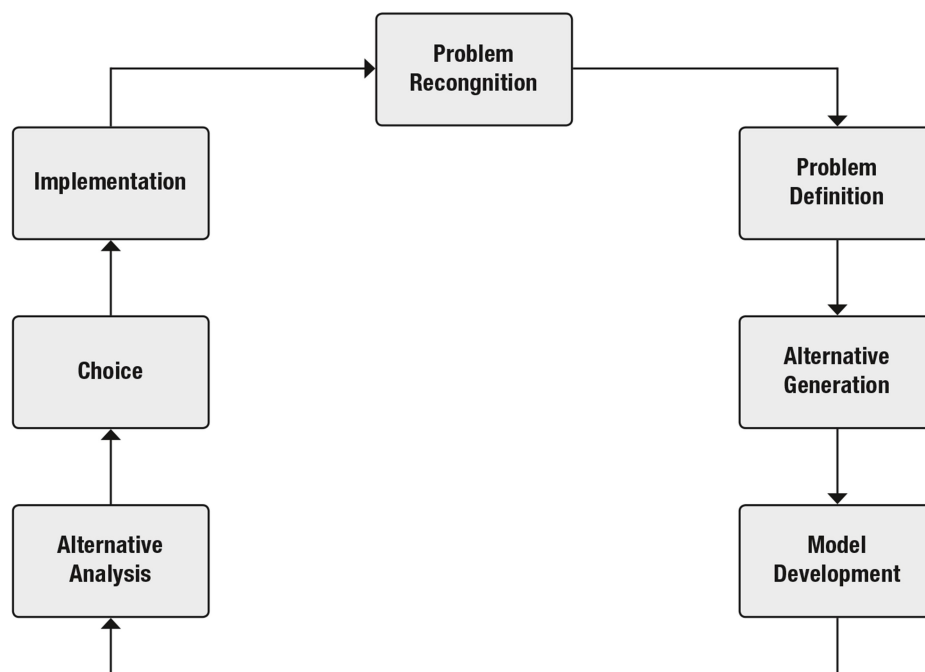 Problem
Recongnition
Implementation
Problem
Definition
Choice
Alternative
Generation
Alternative
Analysis
Model
Development